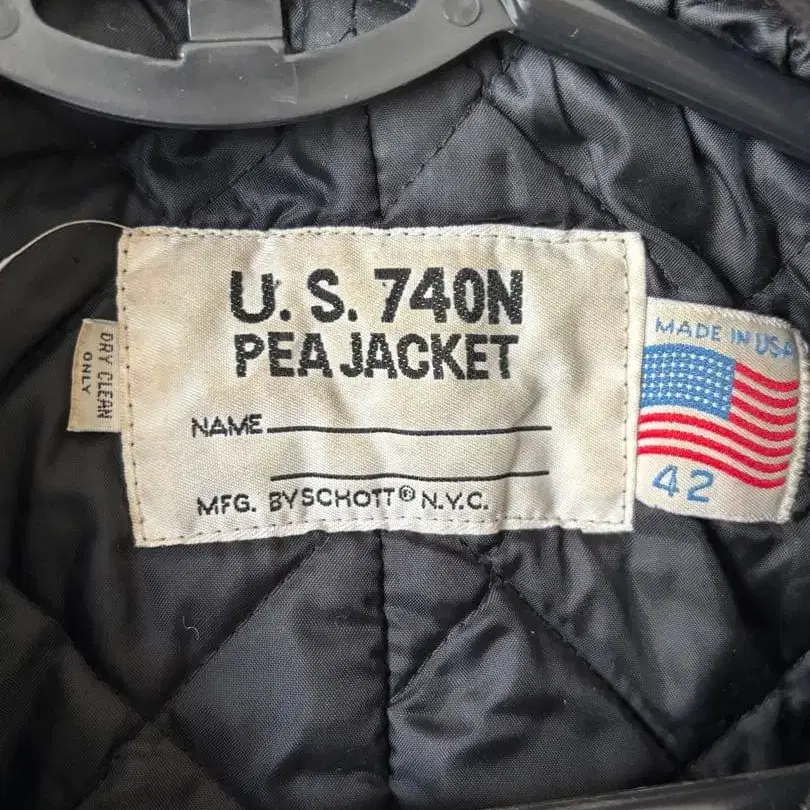 U. S. 740N
PEA JACKET
NAME
MFG. BY SCHOTT® N.Y.C.
DRY CLEAN
ONLY
MADE IN USA
42